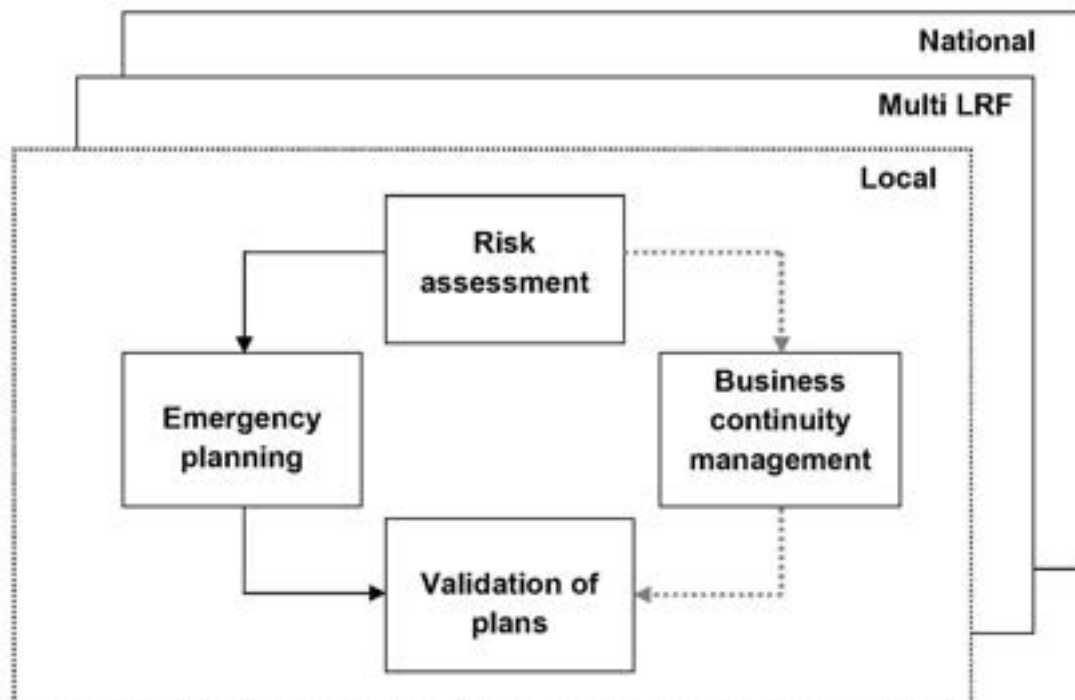 National
Multi LRF
Local
Risk
assessment
Emergency
planning
Business
continuity
management
Validation of
plans